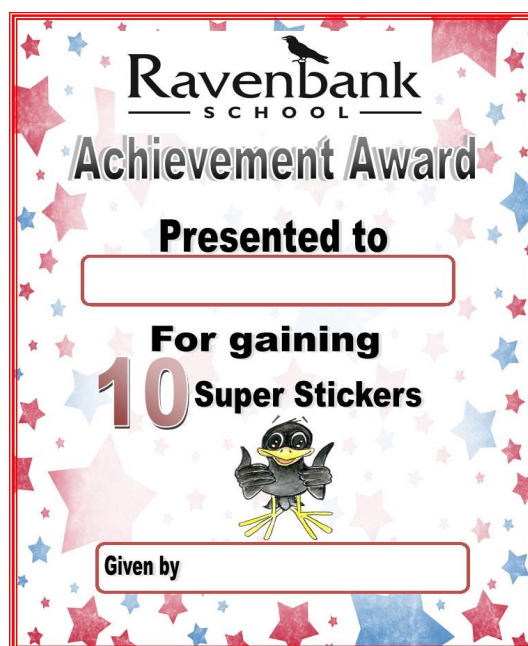 Ravenbank
SCHOOL
Achievement Award
Presented to
For gaining
10 Super Stickers
Given by